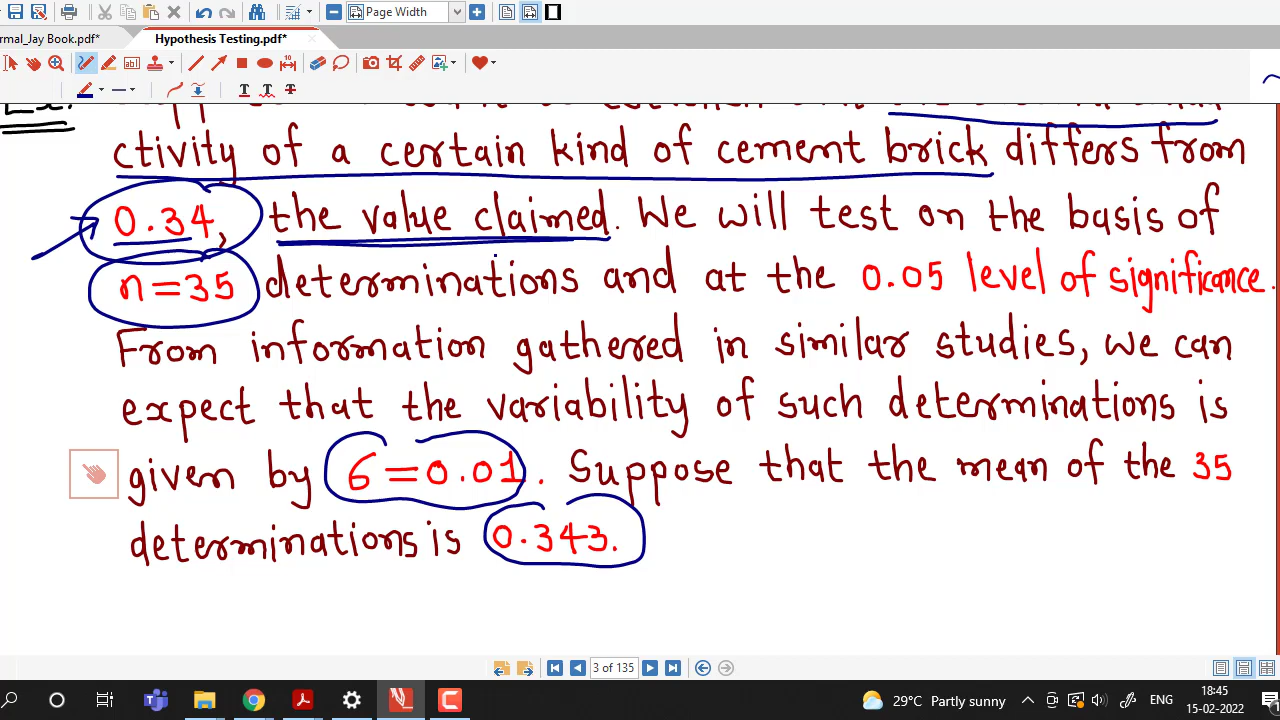 Page Width
rmal_Jay Book.pdf*
Hypothesis Testing.pdf*
ctivity of a certain kind of cement brick differs from
0.34, the value claimed. We will test on the basis of
n=35 determinations and at the 0.05 level of significance.
From information gathered in similar studies, we can
expect that the variability of such determinations is
given by σ=0.01. Suppose that the mean of the 35
determinations is 0.343.
3 of 135
29°C Partly sunny
ENG
18:45
15-02-2022